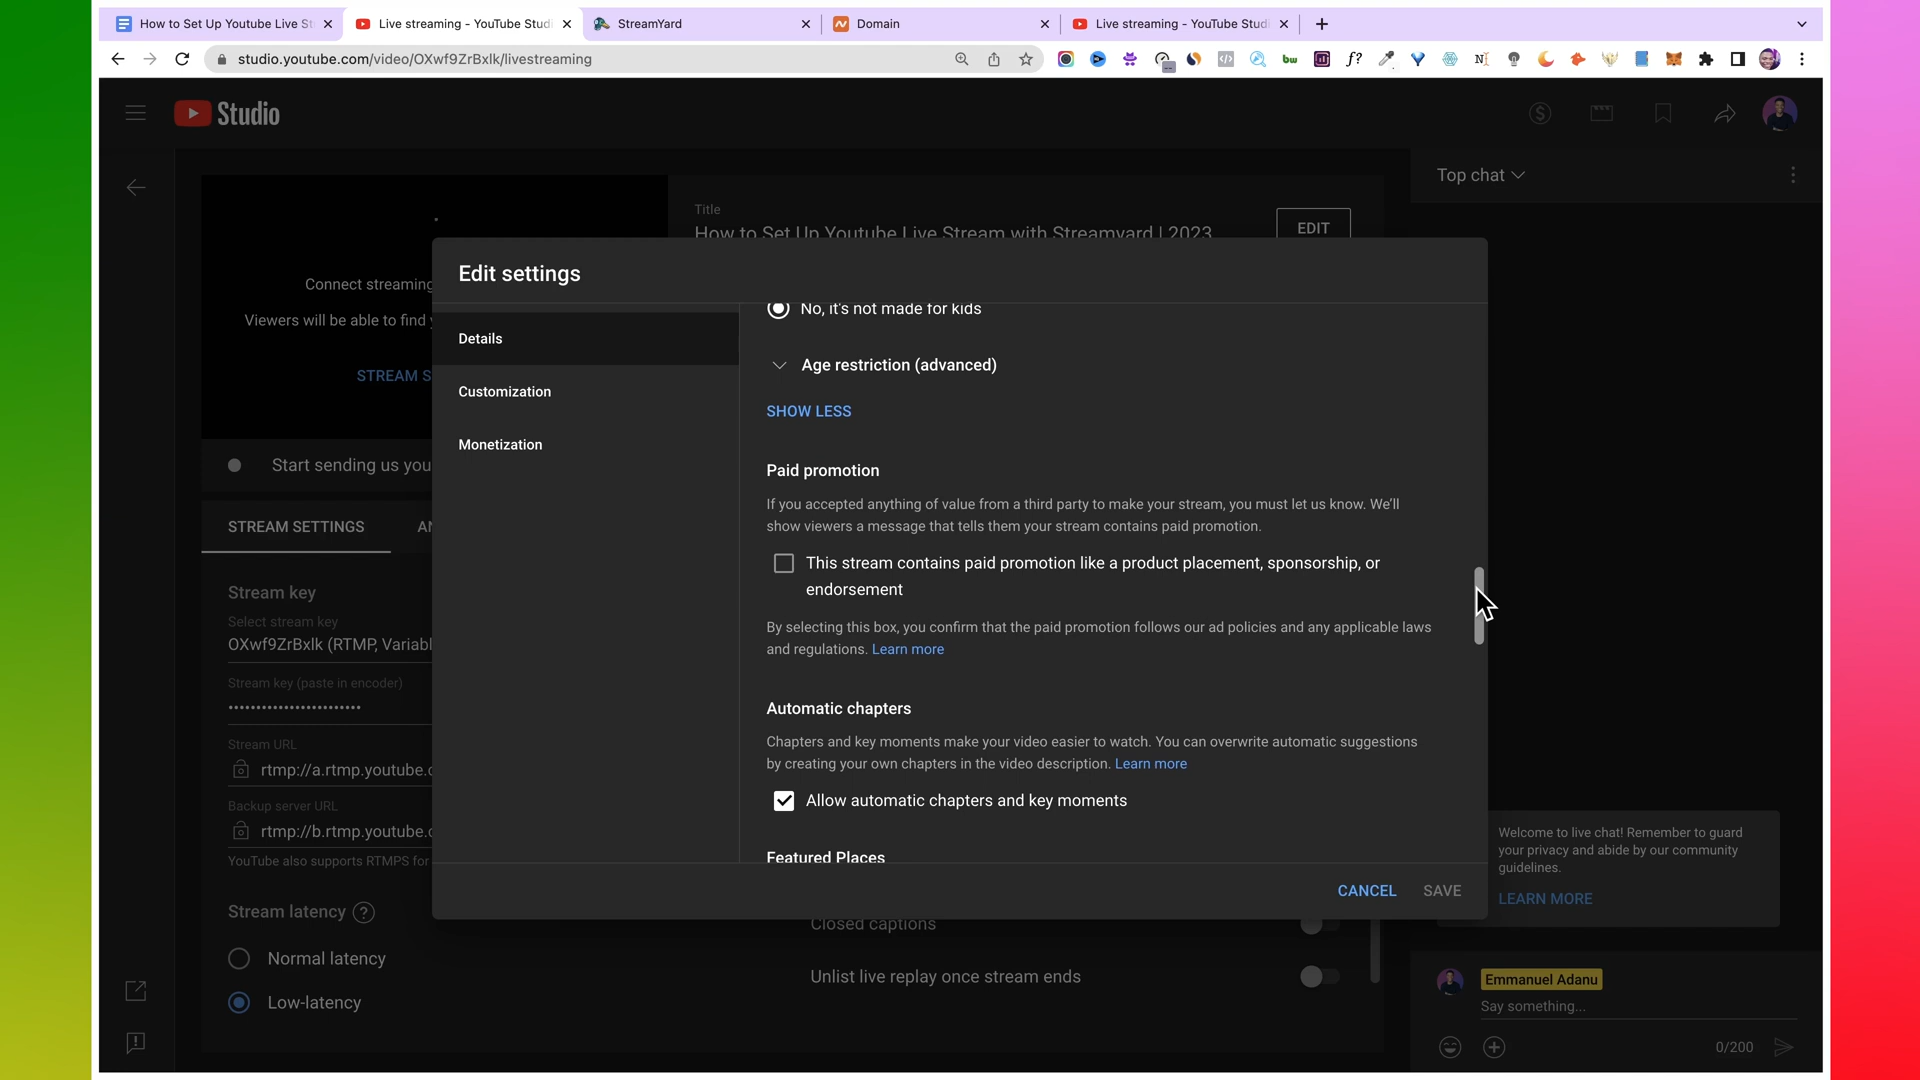 How to Set Up Youtube Live St
Live streaming - YouTube Studi
StreamYard
Domain
Live streaming - YouTube Studi
studio.youtube.com/video/OXwf9ZrBxlk/livestreaming
bw
f?
Studio
Top chat
Title
How to Set Up Youtube Live Stream with Streamyard | 2023
EDIT
Connect streaming
Viewers will be able to find
STREAM S
Start sending us you
STREAM SETTINGS
Stream key
Select stream key
OXwf9ZrBxlk (RTMP, Variabl
Stream key (paste in encoder)
••••••••••••••••••••••••
Stream URL
rtmp://a.rtmp.youtube.c
Backup server URL
rtmp://b.rtmp.youtube.c
YouTube also supports RTMPS for
Stream latency
Normal latency
Low-latency
Edit settings
Details
Customization
Monetization
No, it's not made for kids
Age restriction (advanced)
SHOW LESS
Paid promotion
If you accepted anything of value from a third party to make your stream, you must let us know. We'll
show viewers a message that tells them your stream contains paid promotion.
This stream contains paid promotion like a product placement, sponsorship, or
endorsement
By selecting this box, you confirm that the paid promotion follows our ad policies and any applicable laws
and regulations. Learn more
Automatic chapters
Chapters and key moments make your video easier to watch. You can overwrite automatic suggestions
by creating your own chapters in the video description. Learn more
Allow automatic chapters and key moments
Featured Places
CANCEL
SAVE
Closed captions
Unlist live replay once stream ends
Welcome to live chat! Remember to guard
your privacy and abide by our community
guidelines.
LEARN MORE
Emmanuel Adanu
Say something...
0/200